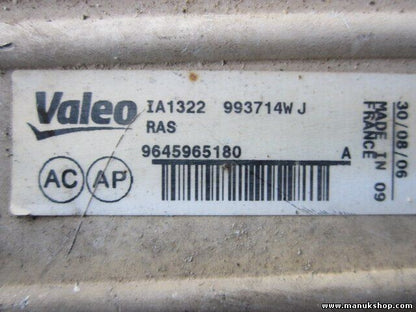 Valeo
IA1322 993714W J
RAS
9645965180 A
AC AP
30/08/06
MADE IN 09
FRANCE
www.manukshop.com